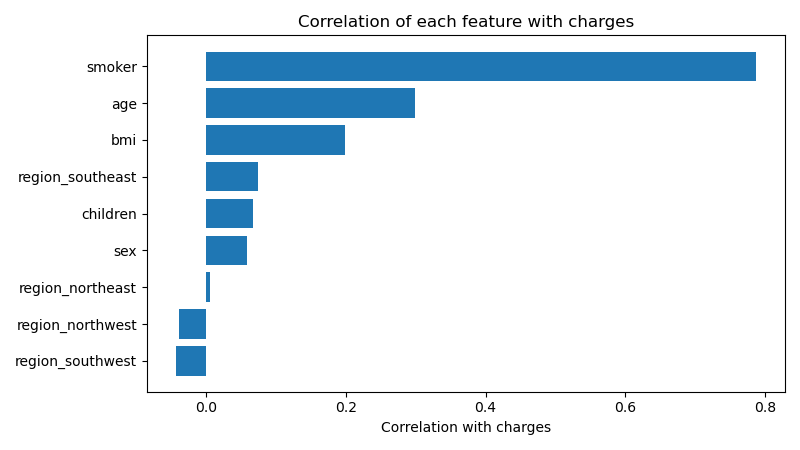 Correlation of each feature with charges
smoker
age
bmi
region_southeast
children
sex
region_northeast
region_northwest
region_southwest
0.0 0.2 0.4 0.6 0.8
Correlation with charges